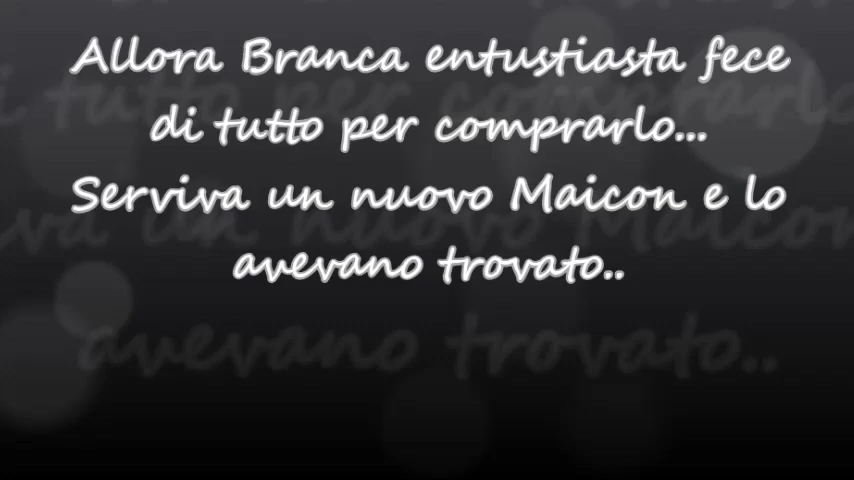 Allora Branca entustiasta fece
di tutto per comprarlo...
Serviva un nuovo Maicon e lo
avevano trovato..